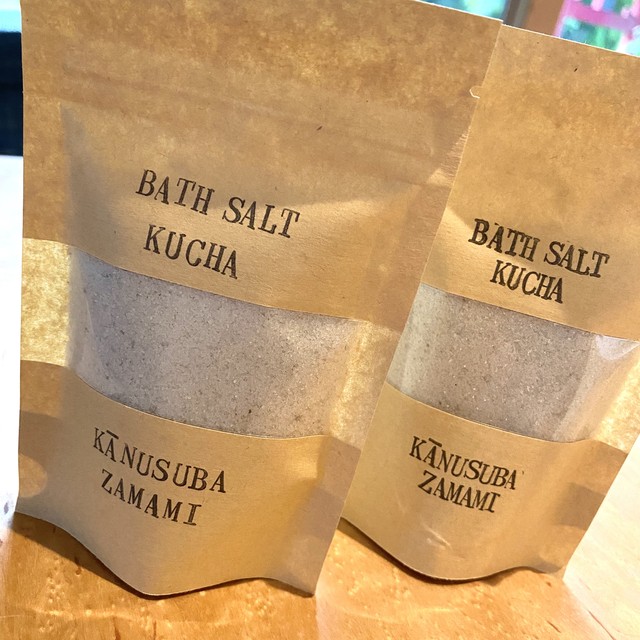 BATH SALT
KUCHA
KĀNUSUBA
ZAMAMI
BATH SALT
KUCHA
KĀNUSUBA
ZAMAMI